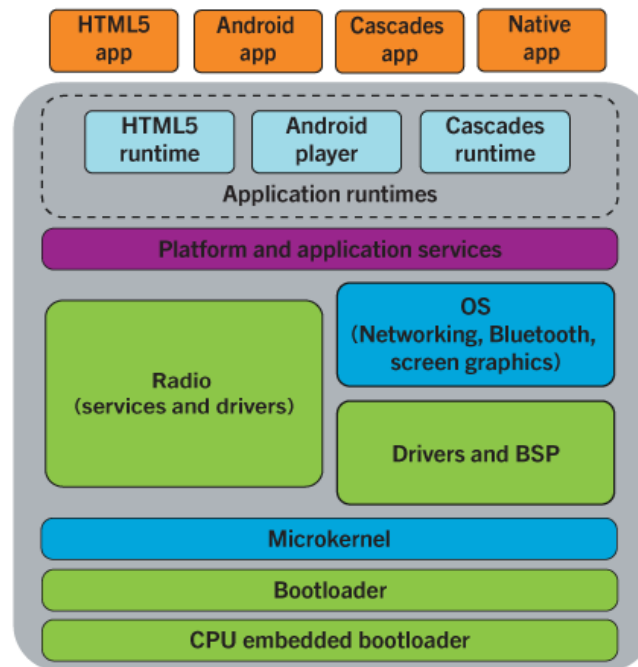 HTML5
app
Android
app
Cascades
app
Native
app
HTML5
runtime
Android
player
Cascades
runtime
Application runtimes
Platform and application services
Radio
(services and drivers)
OS
(Networking, Bluetooth,
screen graphics)
Drivers and BSP
Microkernel
Bootloader
CPU embedded bootloader